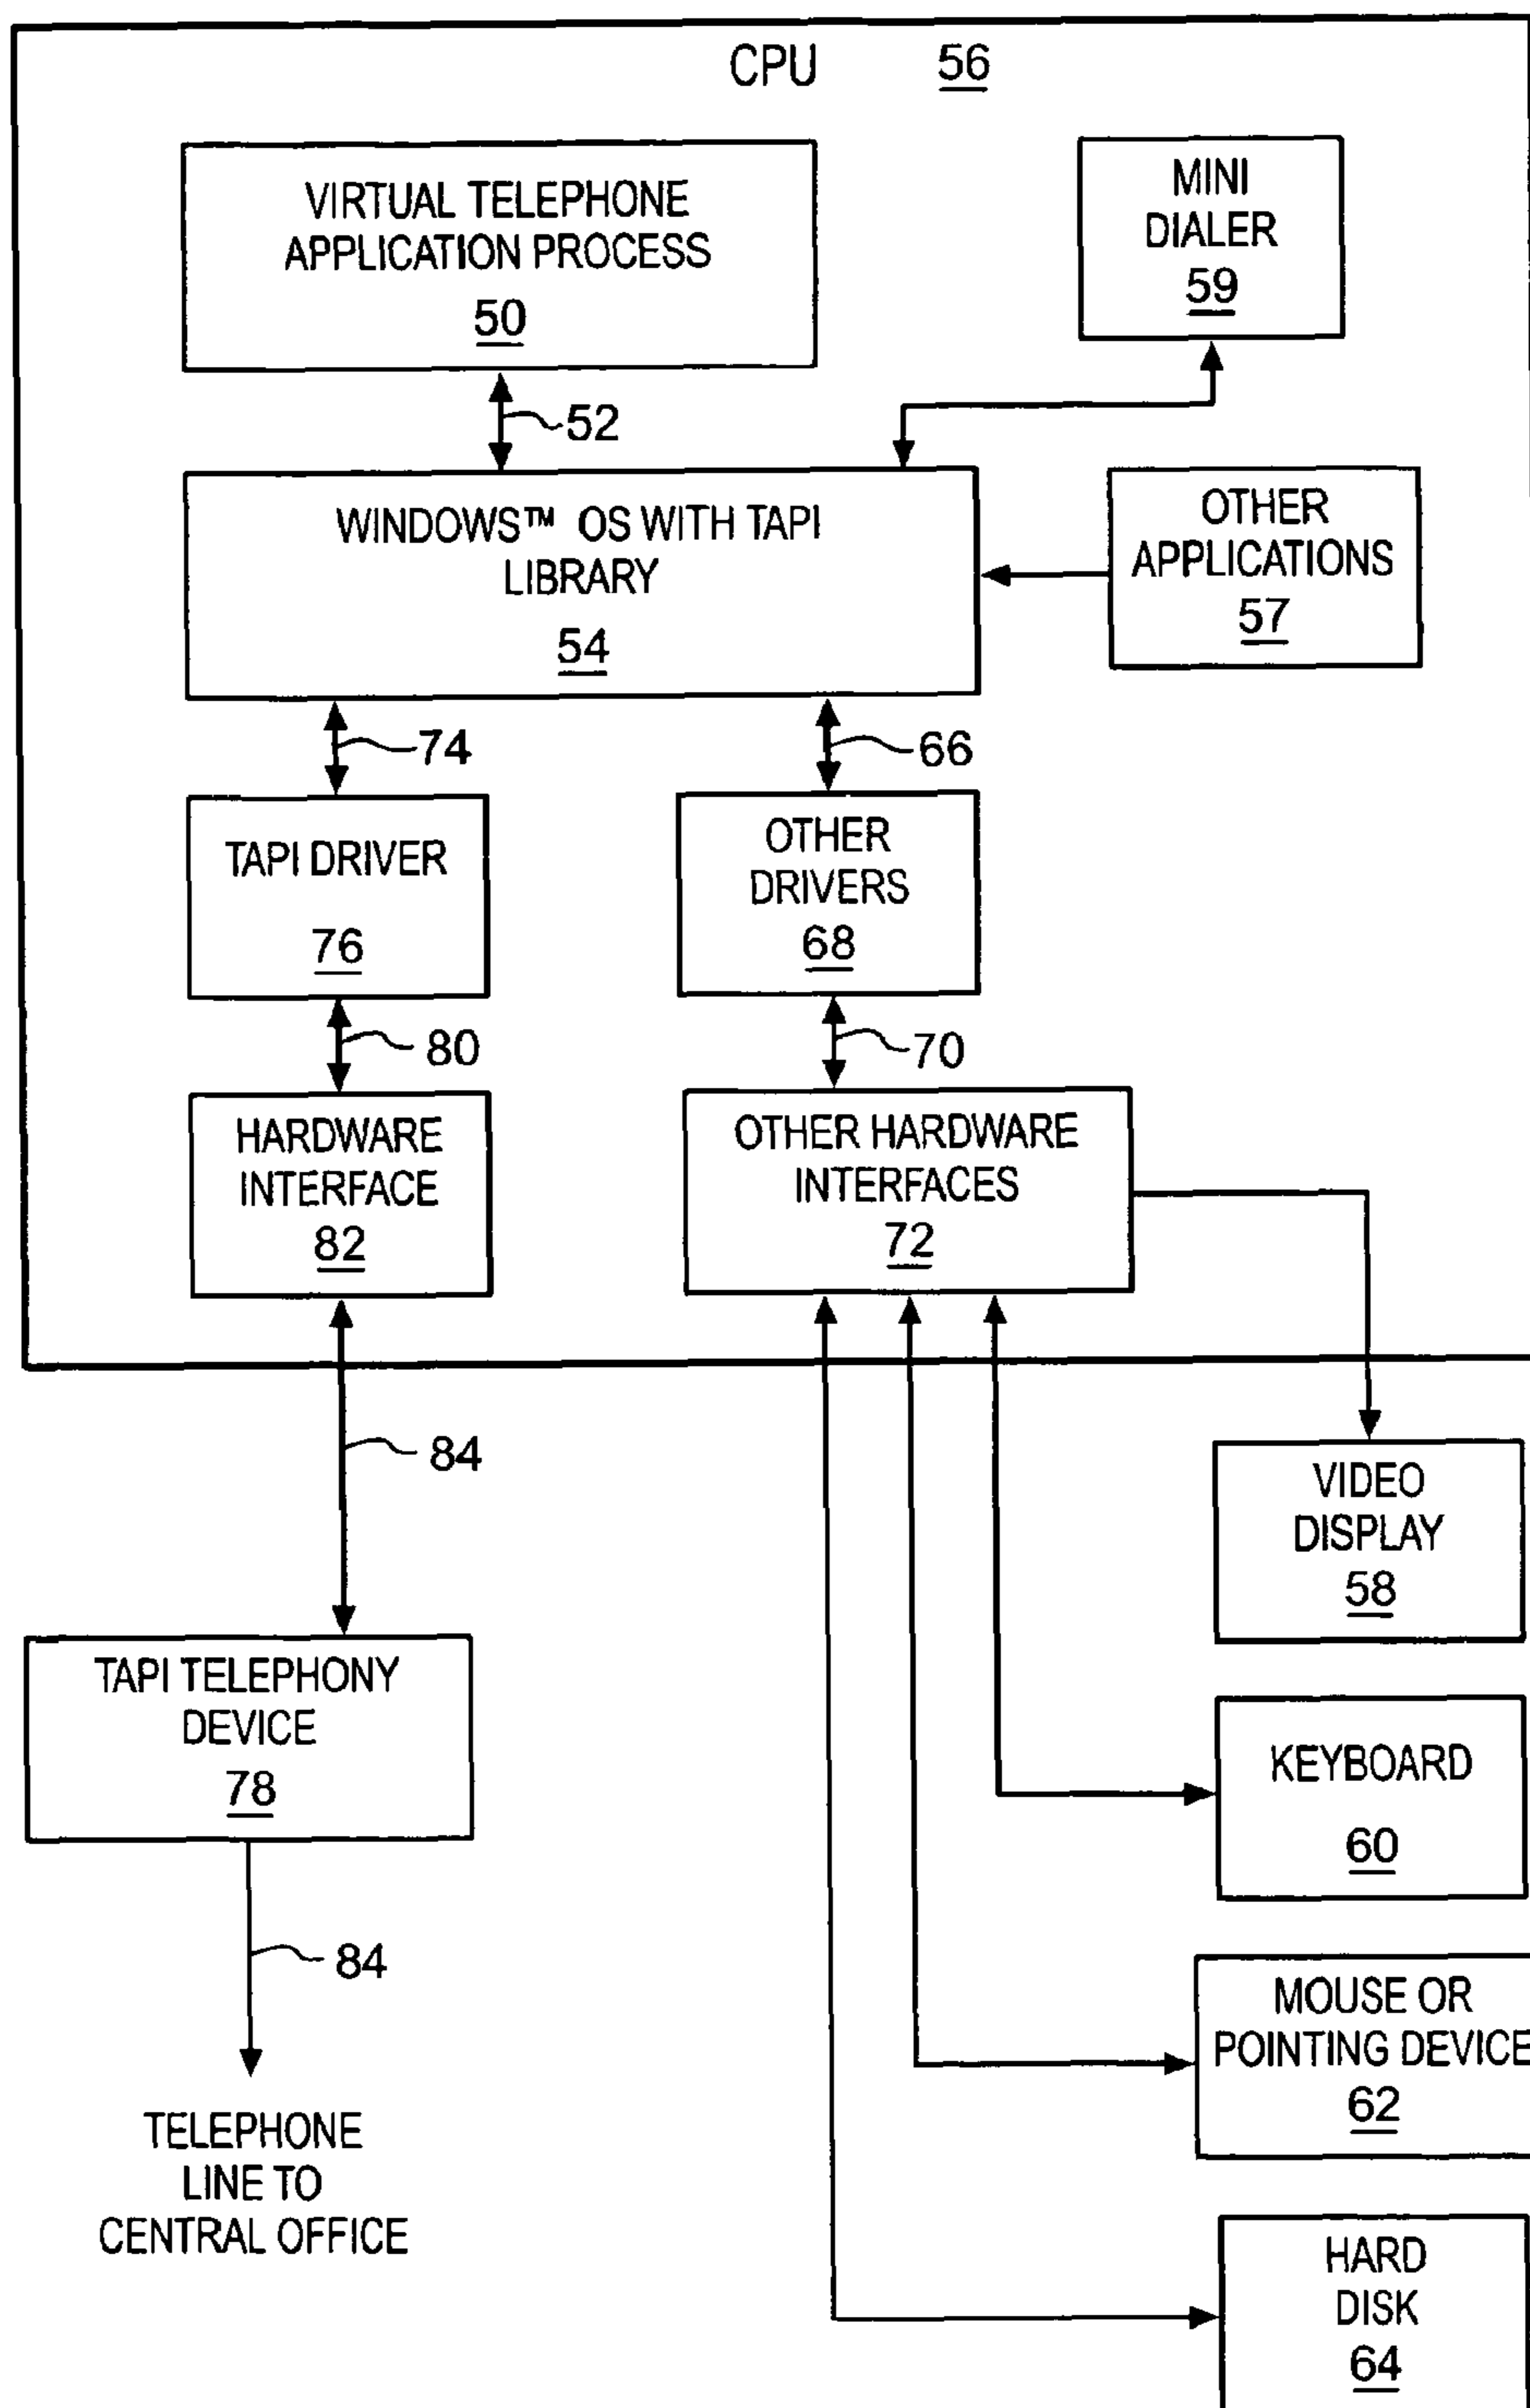 CPU 56
VIRTUAL TELEPHONE
APPLICATION PROCESS
50
MINI
DIALER
59
52
WINDOWS™ OS WITH TAPI
LIBRARY
54
OTHER
APPLICATIONS
57
74
66
TAPI DRIVER
76
OTHER
DRIVERS
68
80
70
HARDWARE
INTERFACE
82
OTHER HARDWARE
INTERFACES
72
84
VIDEO
DISPLAY
58
TAPI TELEPHONY
DEVICE
78
KEYBOARD
60
84
MOUSE OR
POINTING DEVICE
62
TELEPHONE
LINE TO
CENTRAL OFFICE
HARD
DISK
64